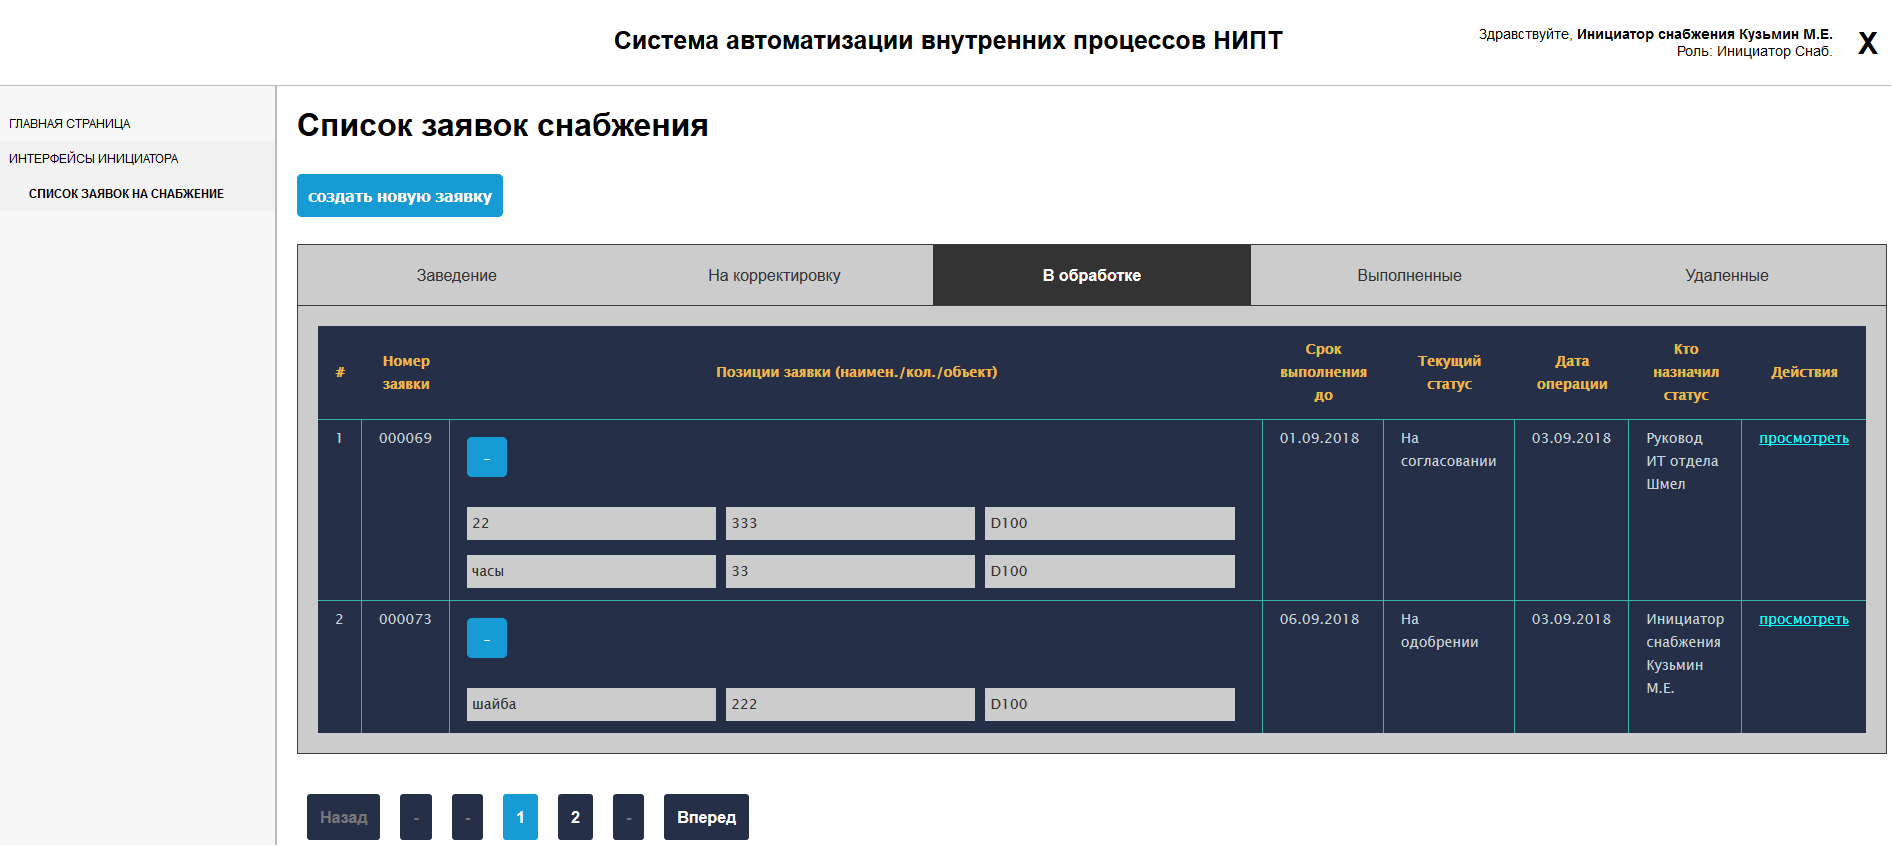 Система автоматизации внутренних процессов НИПТ
Здравствуйте, Инициатор снабжения Кузьмин М.Е.
Роль: Инициатор Снаб.
X
ГЛАВНАЯ СТРАНИЦА
ИНТЕРФЕЙСЫ ИНИЦИАТОРА
СПИСОК ЗАЯВОК НА СНАБЖЕНИЕ
Список заявок снабжения
создать новую заявку
Заведение На корректировку В обработке Выполненные Удаленные
# Номер заявки Позиции заявки (наимен./кол./объект) Срок выполнения до Текущий статус Дата операции Кто назначил статус Действия
1 000069 - 01.09.2018 На согласовании 03.09.2018 Руковод ИТ отдела Шмел просмотреть
22 333 D100
часы 33 D100
2 000073 - 06.09.2018 На одобрении 03.09.2018 Инициатор снабжения Кузьмин М.Е. просмотреть
шайба 222 D100
Назад - - 1 2 - Вперед